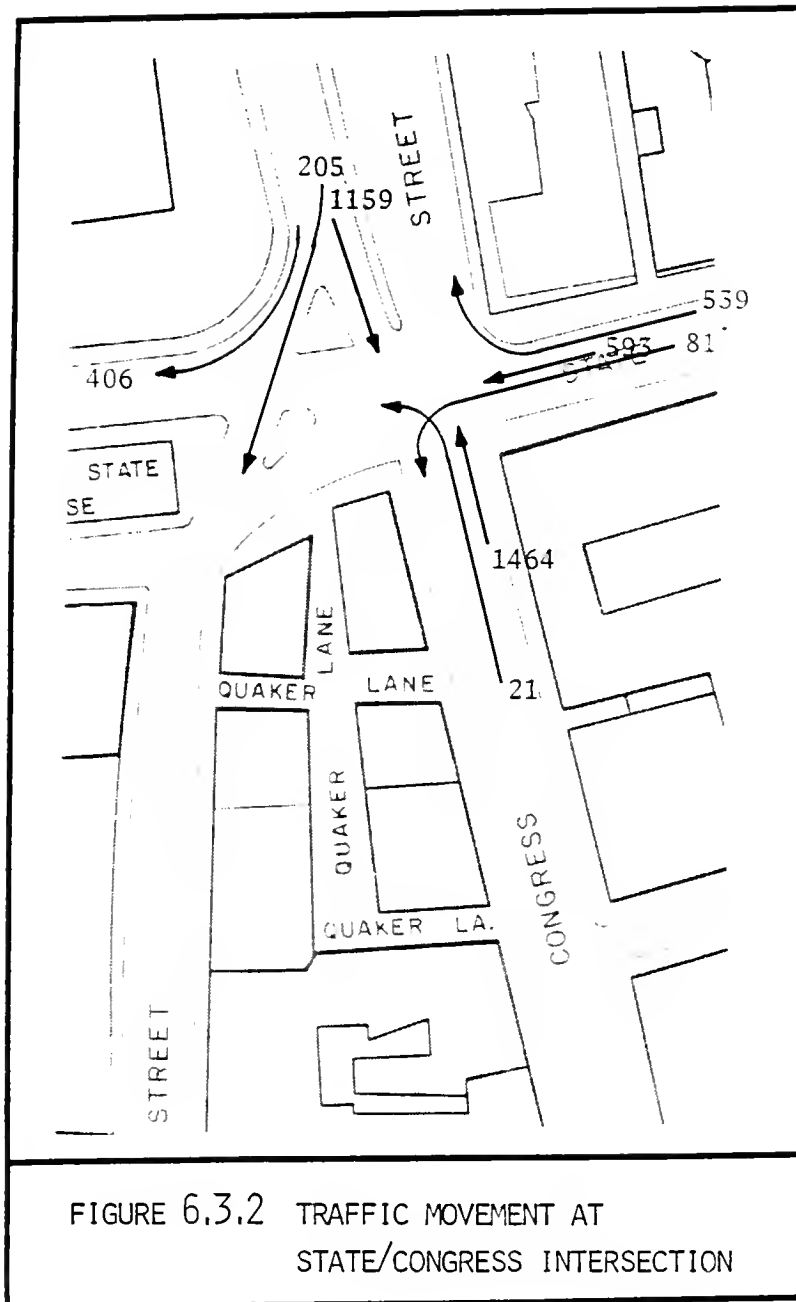 STREET
205
1159
539
593
81
STATE
406
STATE
SE
1464
LANE
21
QUAKER LANE
QUAKER
CONGRESS
QUAKER LA.
STREET
FIGURE 6.3.2 TRAFFIC MOVEMENT AT
STATE/CONGRESS INTERSECTION